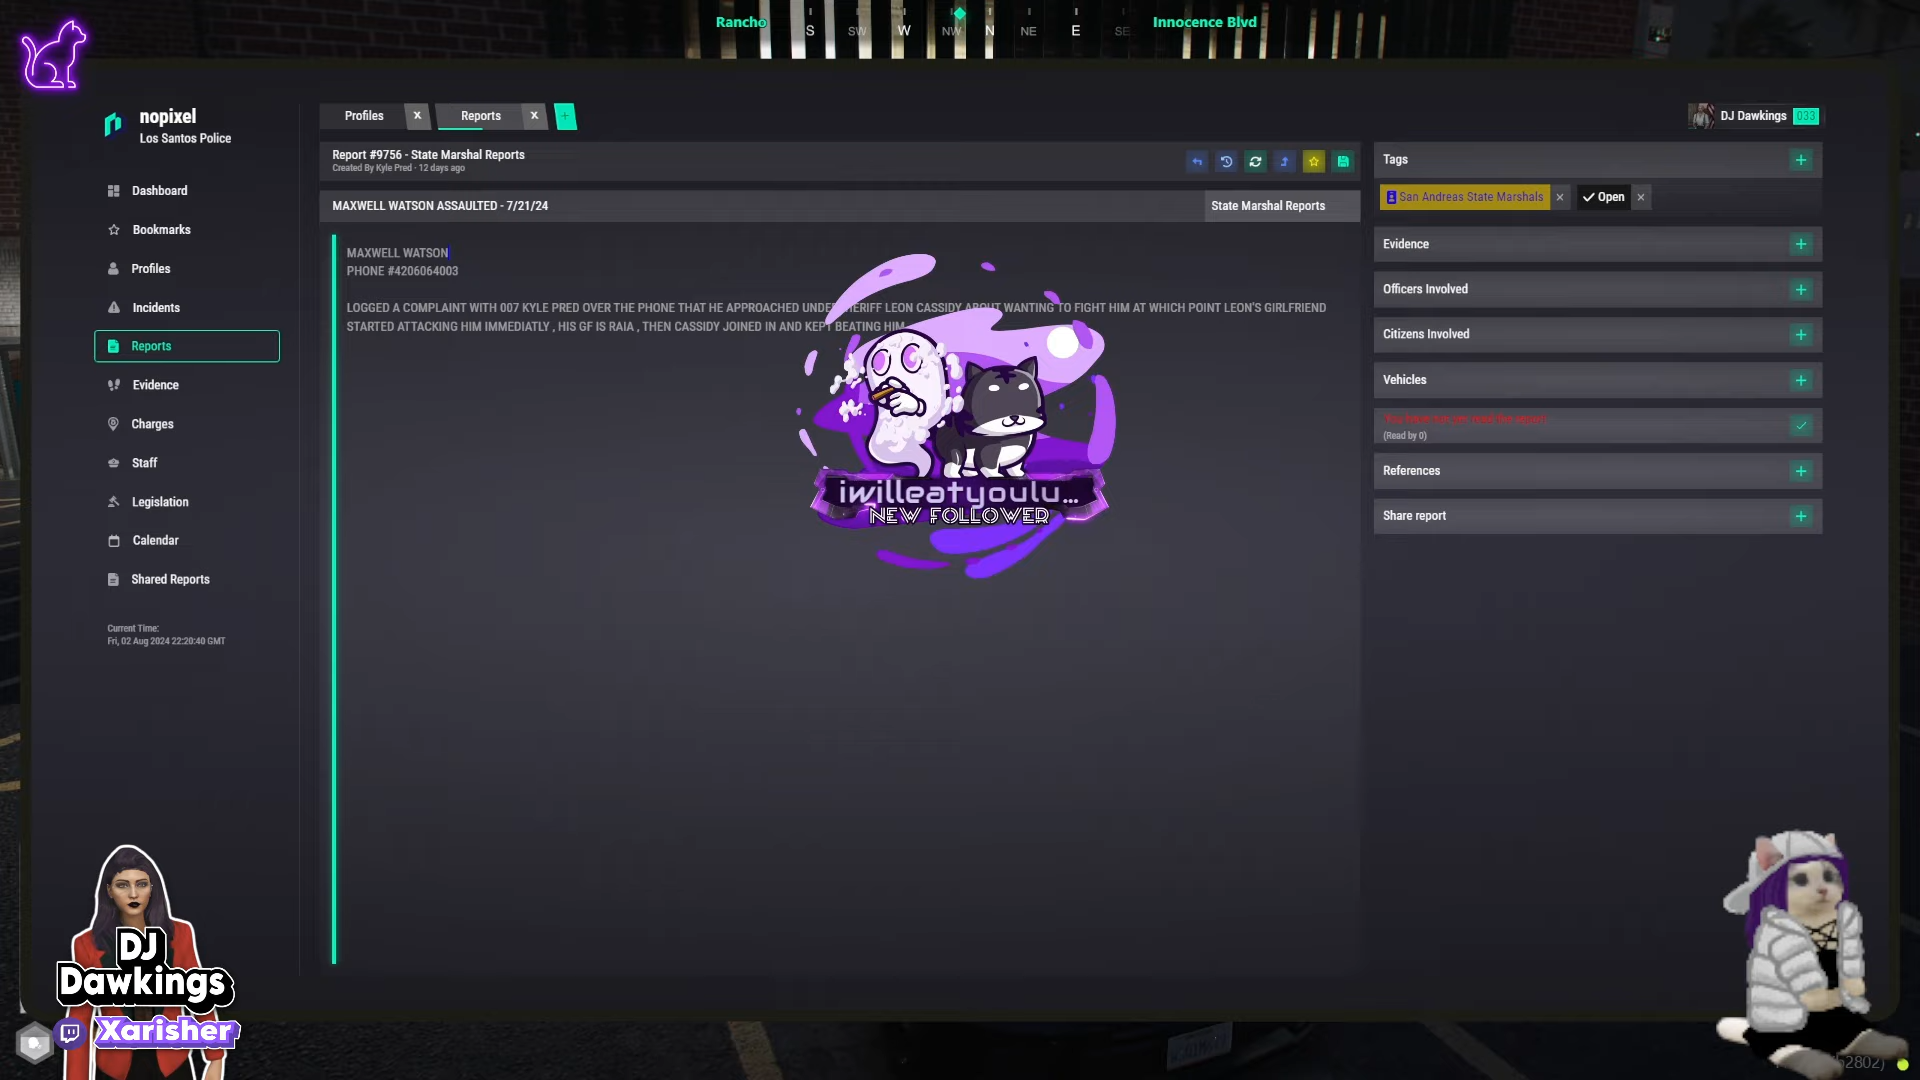 Rancho
S SW W NW N NE E SE
Innocence Blvd
nopixel
Los Santos Police
Dashboard
Bookmarks
Profiles
Incidents
Reports
Evidence
Charges
Staff
Legislation
Calendar
Shared Reports
Current Time:
Fri, 02 Aug 2024 22:20:40 GMT
Profiles x
Reports x
+
DJ Dawkings 033
Report #9756 - State Marshal Reports
Created By Kyle Pred - 12 days ago
MAXWELL WATSON ASSAULTED - 7/21/24
State Marshal Reports
MAXWELL WATSON
PHONE #4206064003
LOGGED A COMPLAINT WITH 007 KYLE PRED OVER THE PHONE THAT HE APPROACHED LEON CASSIDY ABOUT WANTING TO FIGHT HIM AT WHICH POINT LEON'S GIRLFRIEND
STARTED ATTACKING HIM IMMEDIATLY , HIS GF IS RAIA , THEN CASSIDY JOINED IN AND KEPT BEATING HIM
iwilleatyoulu...
NEW FOLLOWER
Tags
San Andreas State Marshals x
Open x
Evidence
Officers Involved
Citizens Involved
Vehicles
(Read by 0)
References
Share report
DJ
Dawkings
Xarisher